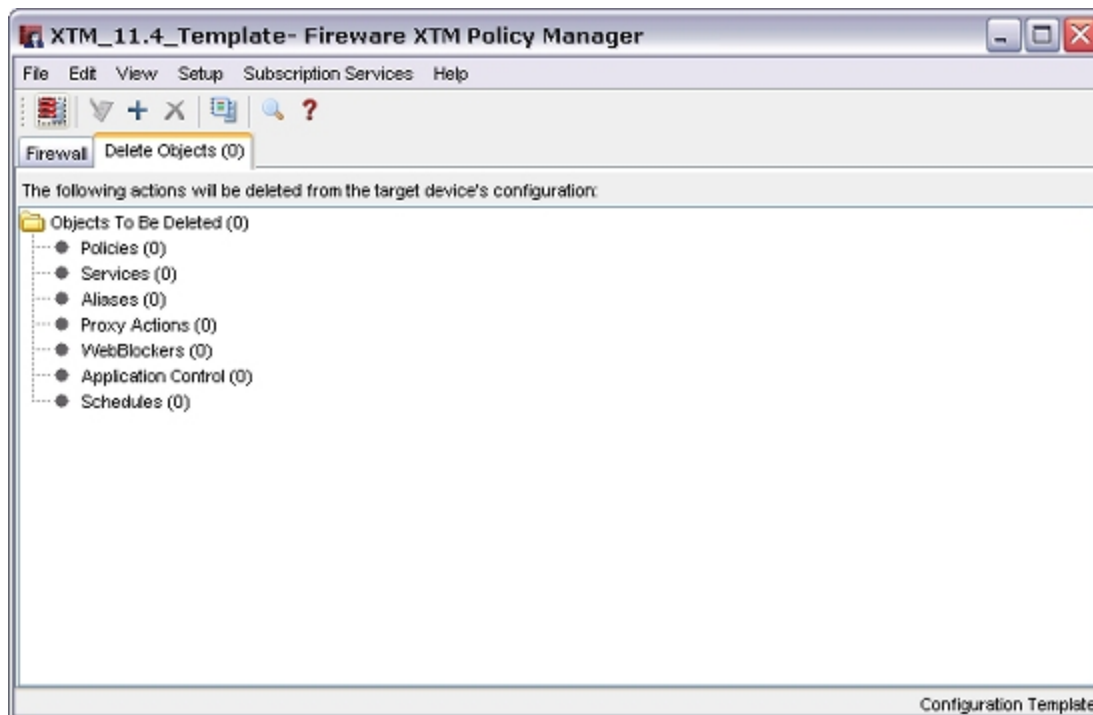 XTM_11.4_Template- Fireware XTM Policy Manager
File Edit View Setup Subscription Services Help
Firewall Delete Objects (0)
The following actions will be deleted from the target device's configuration:
Objects To Be Deleted (0)
Policies (0)
Services (0)
Aliases (0)
Proxy Actions (0)
WebBlockers (0)
Application Control (0)
Schedules (0)
Configuration Template